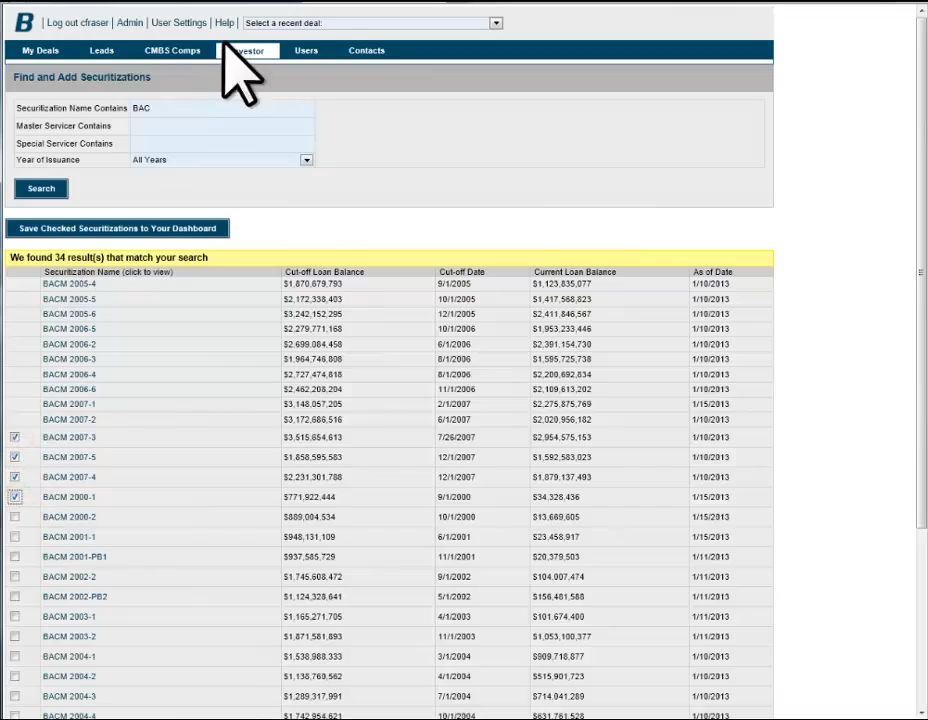 B Log out cfraser | Admin | User Settings | Help | Select a recent deal:
My Deals Leads CMBS Comps Users Contacts
Find and Add Securitizations
Securitization Name Contains BAC
Master Servicer Contains
Special Servicer Contains
Year of Issuance All Years
Search
Save Checked Securitizations to Your Dashboard
We found 34 result(s) that match your search
Securitization Name (click to view) Cut-off Loan Balance Cut-off Date Current Loan Balance As of Date
BACM 2005-4 $1,870,679,793 9/1/2005 $1,123,835,077 1/10/2013
BACM 2005-5 $2,172,338,403 10/1/2005 $1,417,568,823 1/10/2013
BACM 2005-6 $3,242,152,295 12/1/2005 $2,411,846,567 1/10/2013
BACM 2006-5 $2,279,771,168 10/1/2006 $1,953,233,446 1/10/2013
BACM 2006-2 $2,699,084,458 6/1/2006 $2,391,154,730 1/10/2013
BACM 2006-3 $1,964,746,808 8/1/2006 $1,595,725,738 1/10/2013
BACM 2006-4 $2,727,474,818 8/1/2006 $2,200,692,834 1/10/2013
BACM 2006-6 $2,462,208,204 11/1/2006 $2,109,613,202 1/10/2013
BACM 2007-1 $3,148,057,205 2/1/2007 $2,275,875,769 1/15/2013
BACM 2007-2 $3,172,686,516 6/1/2007 $2,020,956,182 1/10/2013
BACM 2007-3 $3,515,654,613 7/26/2007 $2,954,575,153 1/10/2013
BACM 2007-5 $1,858,595,583 12/1/2007 $1,592,583,023 1/10/2013
BACM 2007-4 $2,231,301,788 12/1/2007 $1,879,137,493 1/10/2013
BACM 2000-1 $771,922,444 9/1/2000 $34,328,436 1/15/2013
BACM 2000-2 $889,004,534 10/1/2000 $13,669,605 1/15/2013
BACM 2001-1 $948,131,109 6/1/2001 $23,458,917 1/15/2013
BACM 2001-PB1 $937,585,729 11/1/2001 $20,379,503 1/11/2013
BACM 2002-2 $1,745,608,472 9/1/2002 $104,007,474 1/11/2013
BACM 2002-PB2 $1,124,328,641 5/1/2002 $156,481,588 1/11/2013
BACM 2003-1 $1,165,271,705 4/1/2003 $101,674,400 1/11/2013
BACM 2003-2 $1,871,581,893 11/1/2003 $1,053,100,377 1/11/2013
BACM 2004-1 $1,538,988,333 3/1/2004 $909,718,877 1/10/2013
BACM 2004-2 $1,138,760,562 4/1/2004 $515,901,723 1/10/2013
BACM 2004-3 $1,289,317,991 7/1/2004 $714,041,289 1/10/2013
BACM 2004-4 $1,742,954,621 10/1/2004 $631,761,528 1/10/2013